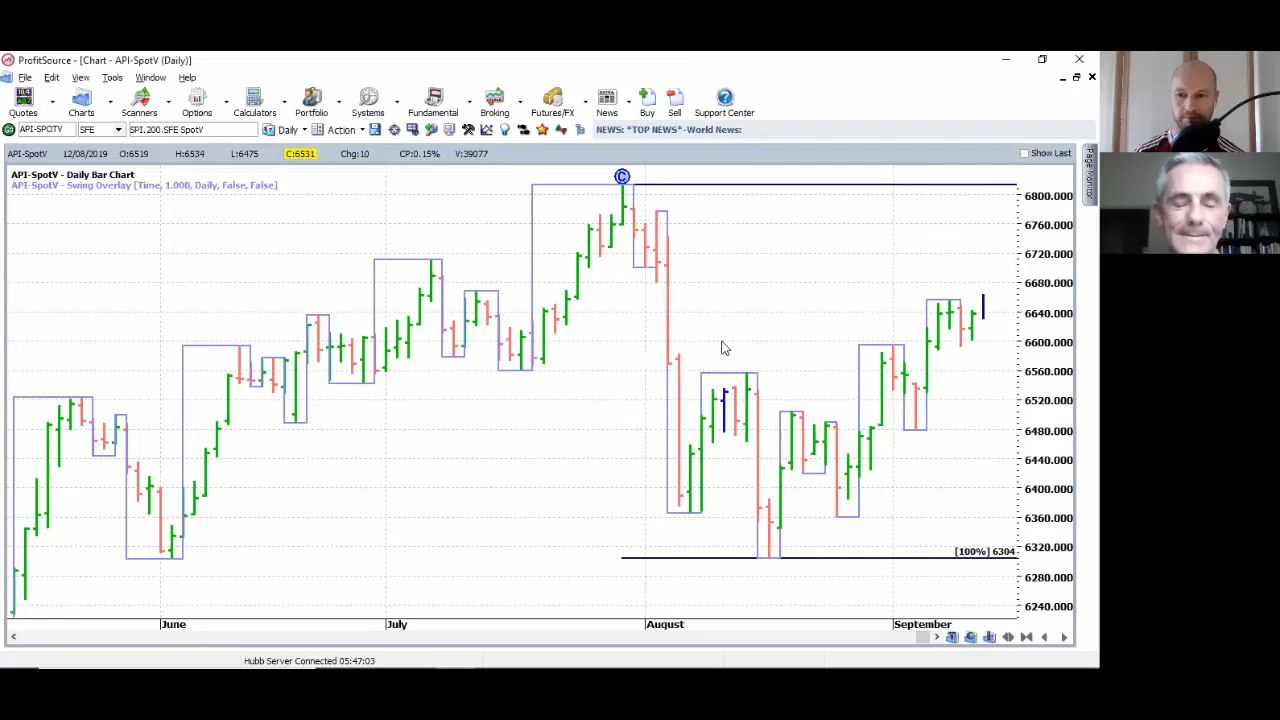 ProfitSource - [Chart - API-SpotV (Daily)]
File Edit View Tools Window Help
Quotes Charts Scanners Options Calculators Portfolio Systems Fundamental Broking Futures/FX News Buy Sell Support Center
API-SPOTV SFE SPI.200.SFE SpotV Daily Action NEWS: *TOP NEWS*-World News:
API-SpotV 12/08/2019 O:6519 H:6534 L:6475 C:6531 Chg:10 CP:0.15% V:39077 Show Last
PageMonitor
API-SpotV - Daily Bar Chart
API-SpotV - Swing Overlay [Time, 1.000, Daily, False, False]
C
6800.000
6760.000
6720.000
6680.000
6640.000
6600.000
6560.000
6520.000
6480.000
6440.000
6400.000
6360.000
6320.000
6280.000
6240.000
[100%] 6304
June July August September
Hubb Server Connected 05:47:03